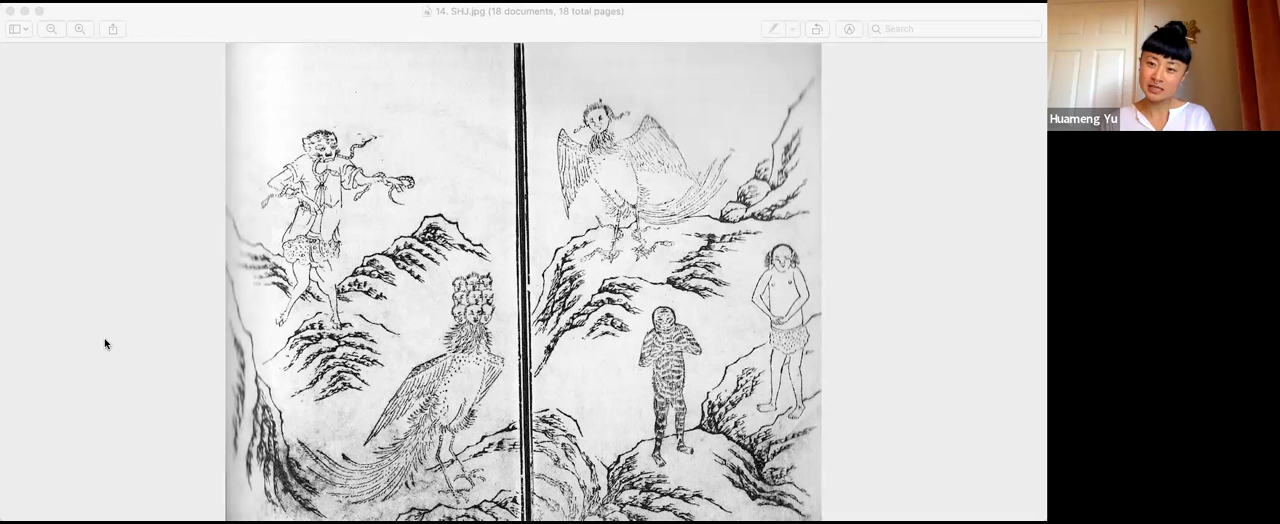 14. SHJ.jpg (18 documents, 18 total pages)
Search
Huameng Yu